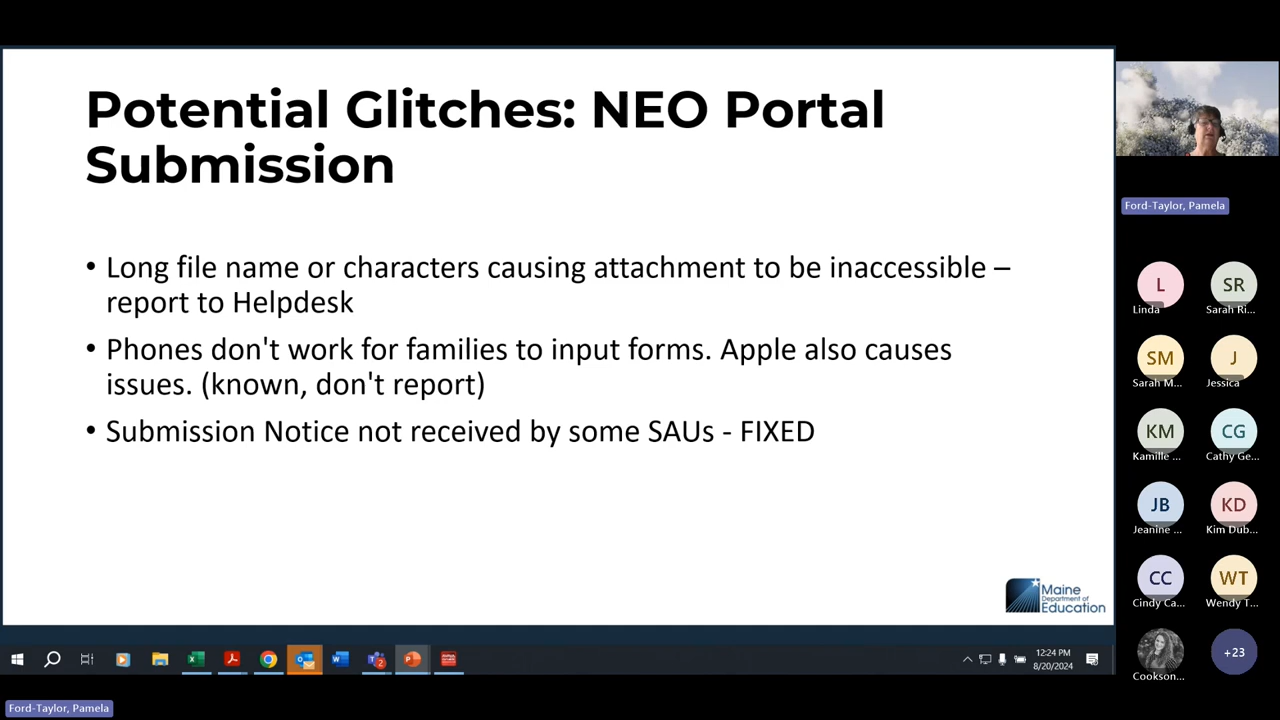 Potential Glitches: NEO Portal
Submission
• Long file name or characters causing attachment to be inaccessible –
report to Helpdesk
• Phones don't work for families to input forms. Apple also causes
issues. (known, don't report)
• Submission Notice not received by some SAUs - FIXED
Maine
Department of
Education
12:24 PM
8/20/2024
Ford-Taylor, Pamela
L
Linda
SR
Sarah Ri...
SM
Sarah M...
J
Jessica
KM
Kamille ...
CG
Cathy Ge...
JB
Jeanine ...
KD
Kim Dub...
CC
Cindy Ca...
WT
Wendy T...
Cookson...
+23
Ford-Taylor, Pamela